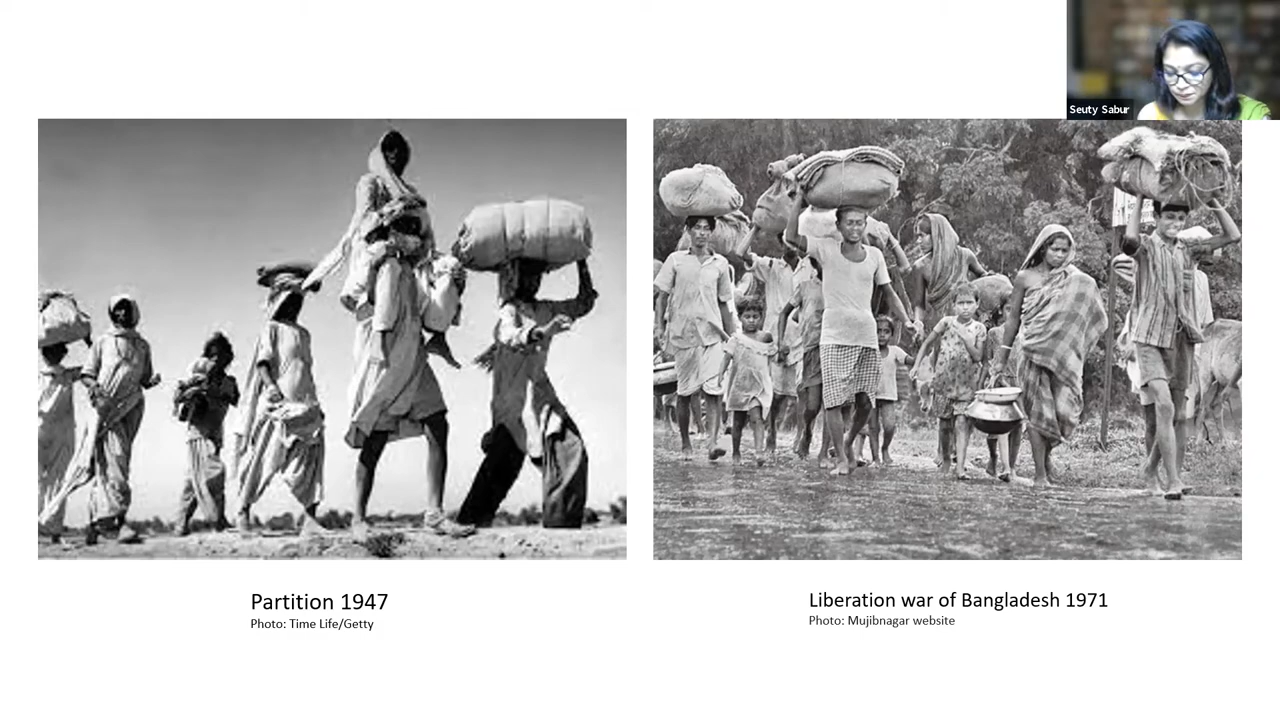 Seuty Sabur
Partition 1947
Photo: Time Life/Getty
Liberation war of Bangladesh 1971
Photo: Mujibnagar website